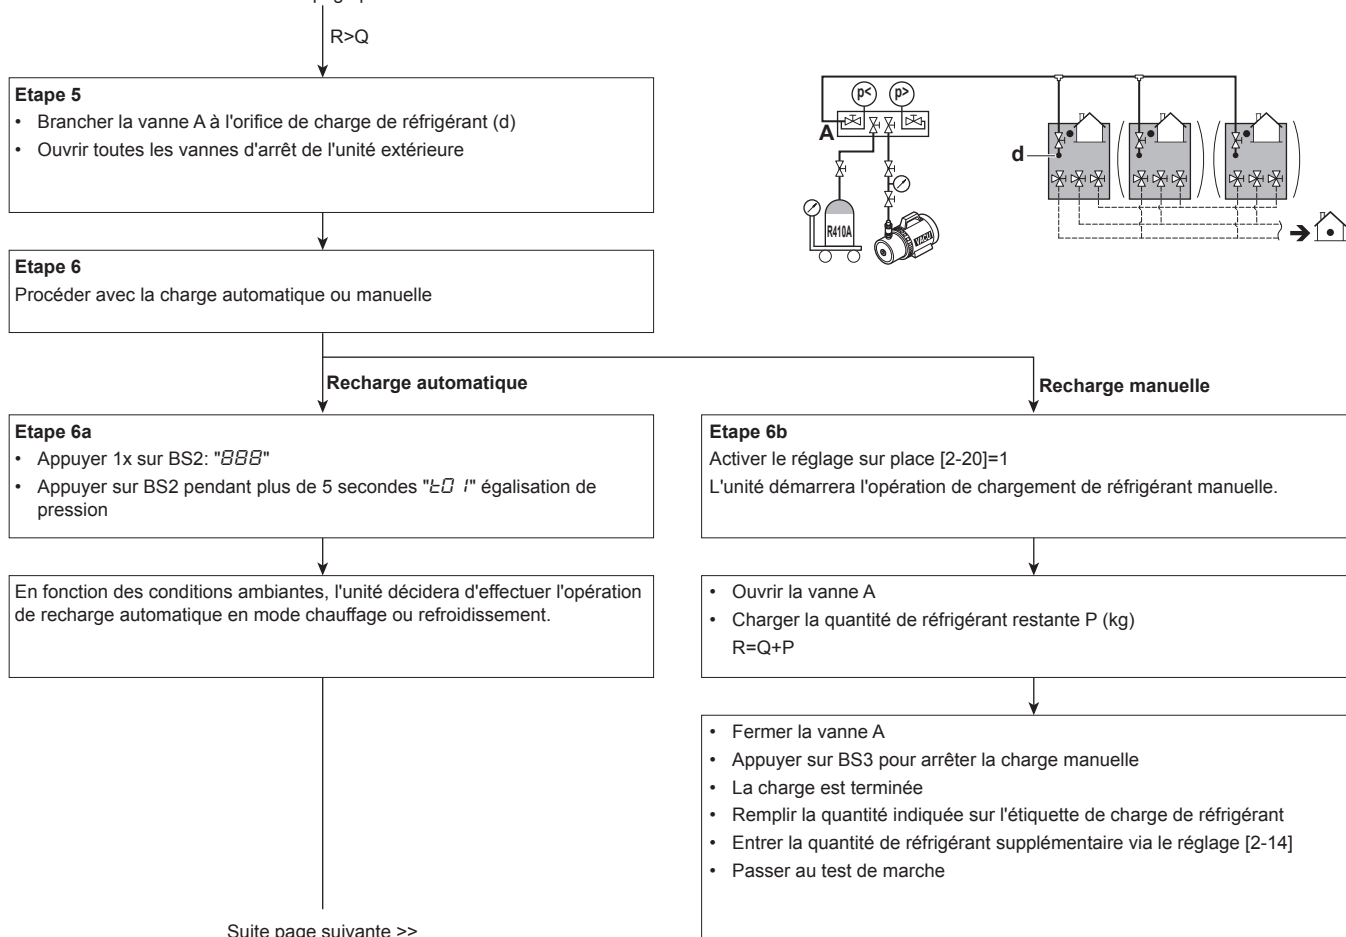 R>Q
Etape 5
• Brancher la vanne A à l'orifice de charge de réfrigérant (d)
• Ouvrir toutes les vannes d'arrêt de l'unité extérieure
p< p>
A
d
R410A
VACU
Etape 6
Procéder avec la charge automatique ou manuelle
Recharge automatique
Recharge manuelle
Etape 6a
• Appuyer 1x sur BS2: "888"
• Appuyer sur BS2 pendant plus de 5 secondes "t01" égalisation de
pression
En fonction des conditions ambiantes, l'unité décidera d'effectuer l'opération
de recharge automatique en mode chauffage ou refroidissement.
Suite page suivante >>
Etape 6b
Activer le réglage sur place [2-20]=1
L'unité démarrera l'opération de chargement de réfrigérant manuelle.
• Ouvrir la vanne A
• Charger la quantité de réfrigérant restante P (kg)
R=Q+P
• Fermer la vanne A
• Appuyer sur BS3 pour arrêter la charge manuelle
• La charge est terminée
• Remplir la quantité indiquée sur l'étiquette de charge de réfrigérant
• Entrer la quantité de réfrigérant supplémentaire via le réglage [2-14]
• Passer au test de marche